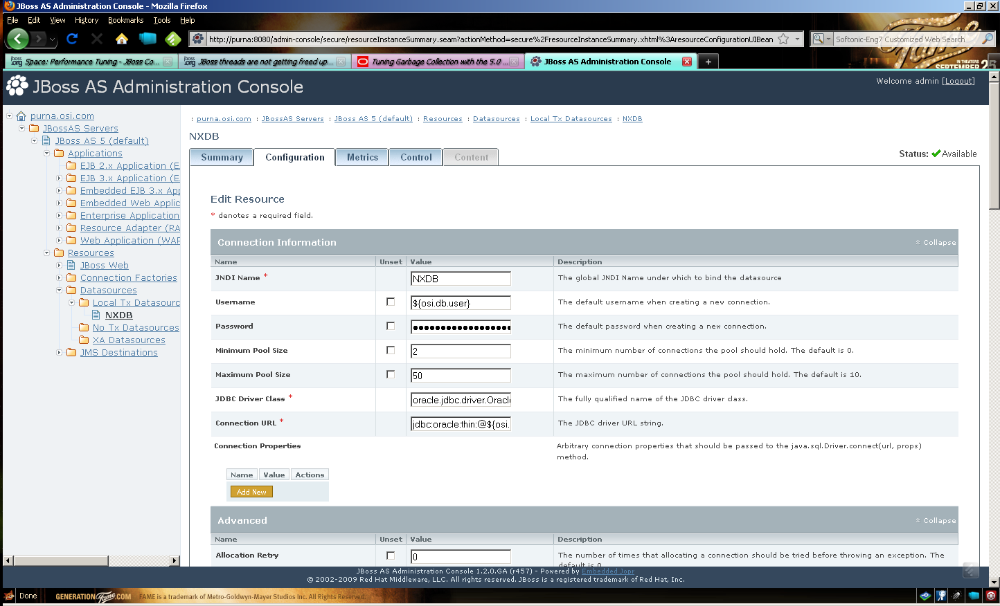 JBoss AS Administration Console - Mozilla Firefox
File Edit View History Bookmarks Tools Help
http://purna:8080/admin-console/secure/resourceInstanceSummary.seam?actionMethod=secure%2FresourceInstanceSummary.xhtml%3AresourceConfigurationUIBean
Softonic-Eng7 Customized Web Search
Space: Performance Tuning - JBoss Co... JBoss threads are not getting freed up... Tuning Garbage Collection with the 5.0 ... JBoss AS Administration Console
IN THEATERS
SEPTEMBER 25
JBoss AS Administration Console
Welcome admin [Logout]
purna.osi.com
JBossAS Servers
JBoss AS 5 (default)
Applications
EJB 2.x Application (E
EJB 3.x Application (E
Embedded EJB 3.x App
Embedded Web Applic
Enterprise Application
Resource Adapter (RA
Web Application (WAR
Resources
JBoss Web
Connection Factories
Datasources
Local Tx Datasourc
NXDB
No Tx Datasources
XA Datasources
JMS Destinations
: purna.osi.com : JBossAS Servers : JBoss AS 5 (default) : Resources : Datasources : Local Tx Datasources : NXDB
NXDB
Summary Configuration Metrics Control Content
Status: Available
Edit Resource
* denotes a required field.
Connection Information Collapse
Name Unset Value Description
JNDI Name * NXDB The global JNDI Name under which to bind the datasource
Username ${osi.db.user} The default username when creating a new connection.
Password ●●●●●●●●●●●●●●●●●● The default password when creating a new connection.
Minimum Pool Size 2 The minimum number of connections the pool should hold. The default is 0.
Maximum Pool Size 50 The maximum number of connections the pool should hold. The default is 10.
JDBC Driver Class * oracle.jdbc.driver.Oracle The fully qualified name of the JDBC driver class.
Connection URL * jdbc:oracle:thin:@${osi. The JDBC driver URL string.
Connection Properties Arbitrary connection properties that should be passed to the java.sql.Driver.connect(url, props)
method.
Name Value Actions
Add New
Advanced Collapse
Name Unset Value Description
Allocation Retry 0 The number of times that allocating a connection should be tried before throwing an exception. The
default is 0
JBoss AS Administration Console 1.2.0.GA (r457) - Powered by Embedded Jopr
© 2002-2009 Red Hat Middleware, LLC. All rights reserved. JBoss is a registered trademark of Red Hat, Inc.
Done
GENERATION Fame.COM FAME is a trademark of Metro-Goldwyn-Mayer Studios Inc. All Rights Reserved.